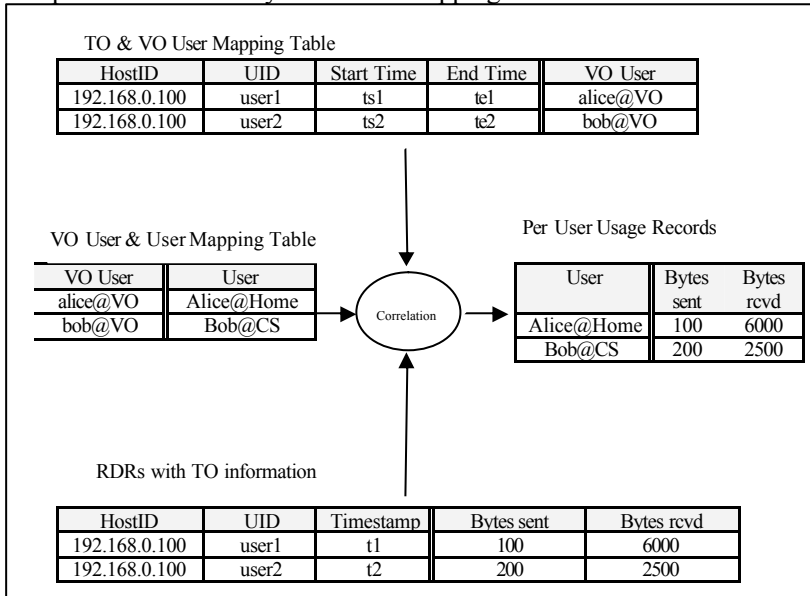 TO & VO User Mapping Table
HostID UID Start Time End Time VO User
192.168.0.100 user1 ts1 te1 alice@VO
192.168.0.100 user2 ts2 te2 bob@VO
VO User & User Mapping Table
VO User User
alice@VO Alice@Home
bob@VO Bob@CS
Correlation
Per User Usage Records
User Bytes sent Bytes rcvd
Alice@Home 100 6000
Bob@CS 200 2500
RDRs with TO information
HostID UID Timestamp Bytes sent Bytes rcvd
192.168.0.100 user1 t1 100 6000
192.168.0.100 user2 t2 200 2500